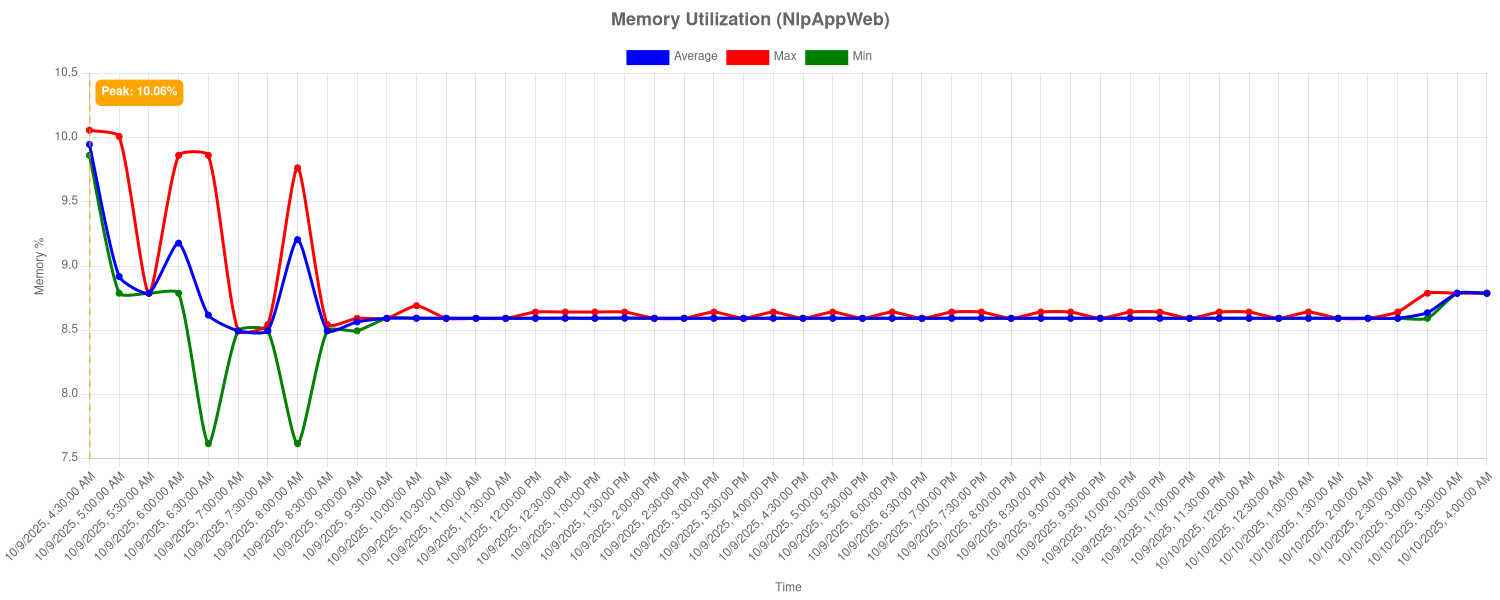 Memory Utilization (NlpAppWeb)
Average Max Min
Peak: 10.06%
10.5
10.0
9.5
9.0
8.5
8.0
7.5
Memory %
10/9/2025, 4:30:00 AM
10/9/2025, 5:00:00 AM
10/9/2025, 5:30:00 AM
10/9/2025, 6:00:00 AM
10/9/2025, 6:30:00 AM
10/9/2025, 7:00:00 AM
10/9/2025, 7:30:00 AM
10/9/2025, 8:00:00 AM
10/9/2025, 8:30:00 AM
10/9/2025, 9:00:00 AM
10/9/2025, 9:30:00 AM
10/9/2025, 10:00:00 AM
10/9/2025, 10:30:00 AM
10/9/2025, 11:00:00 AM
10/9/2025, 11:30:00 AM
10/9/2025, 12:00:00 PM
10/9/2025, 12:30:00 PM
10/9/2025, 1:00:00 PM
10/9/2025, 1:30:00 PM
10/9/2025, 2:00:00 PM
10/9/2025, 2:30:00 PM
10/9/2025, 3:00:00 PM
10/9/2025, 3:30:00 PM
10/9/2025, 4:00:00 PM
10/9/2025, 4:30:00 PM
10/9/2025, 5:00:00 PM
10/9/2025, 5:30:00 PM
10/9/2025, 6:00:00 PM
10/9/2025, 6:30:00 PM
10/9/2025, 7:00:00 PM
10/9/2025, 7:30:00 PM
10/9/2025, 8:00:00 PM
10/9/2025, 8:30:00 PM
10/9/2025, 9:00:00 PM
10/9/2025, 9:30:00 PM
10/9/2025, 10:00:00 PM
10/9/2025, 10:30:00 PM
10/9/2025, 11:00:00 PM
10/9/2025, 11:30:00 PM
10/10/2025, 12:00:00 AM
10/10/2025, 12:30:00 AM
10/10/2025, 1:00:00 AM
10/10/2025, 1:30:00 AM
10/10/2025, 2:00:00 AM
10/10/2025, 2:30:00 AM
10/10/2025, 3:00:00 AM
10/10/2025, 3:30:00 AM
10/10/2025, 4:00:00 AM
Time